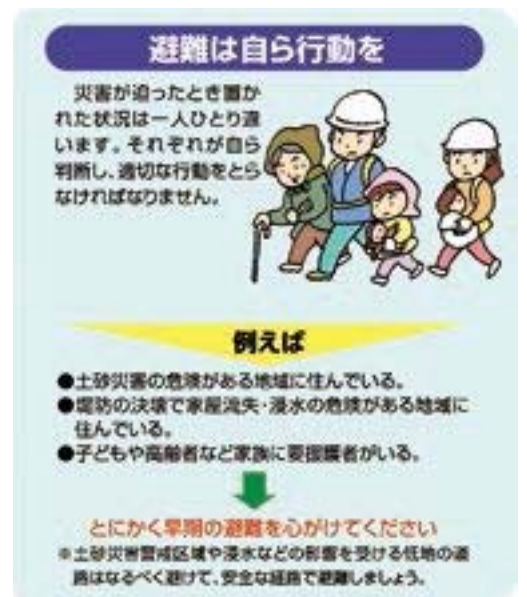 避難は自ら行動を
災害が迫ったとき置か
れた状況は一人ひとり違
います。それぞれが自ら
判断し、適切な行動をとら
なければなりません。
例えば
●土砂災害の危険がある地域に住んでいる。
●堤防の決壊で家屋流失・浸水の危険がある地域に
住んでいる。
●子どもや高齢者など家族に要援護者がいる。
とにかく早期の避難を心がけてください
※土砂災害警戒区域や浸水などの影響を受ける低地の道
路はなるべく避けて、安全な経路で避難しましょう。